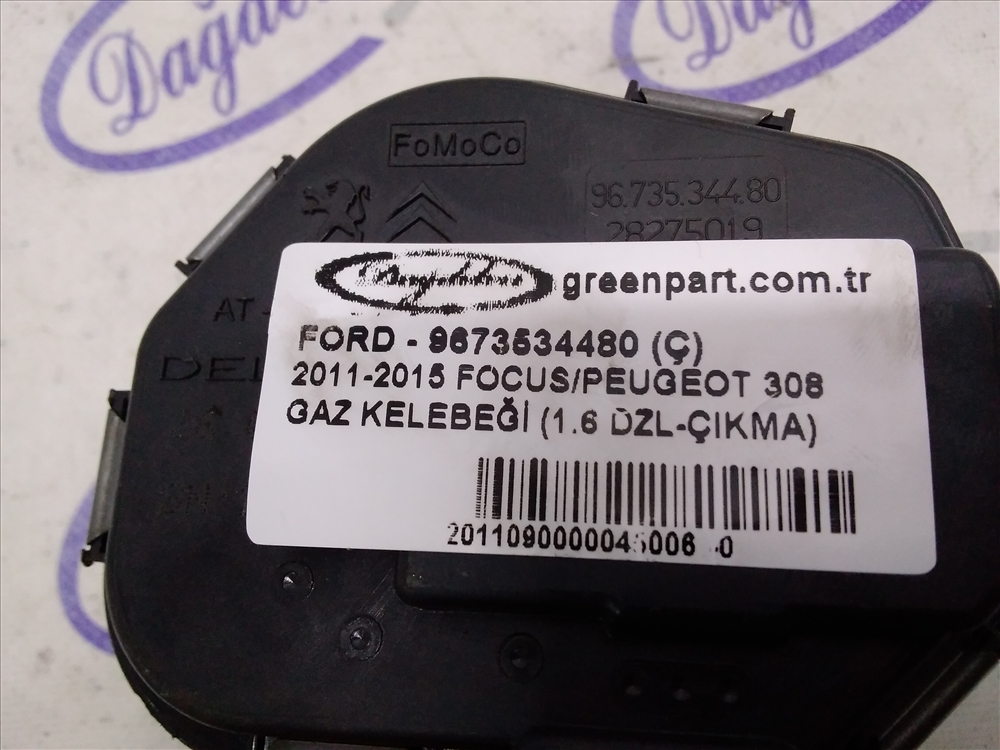 FoMoCo
96.735.344.80
28275019
greenpart.com.tr
FORD - 9673534480 (Ç)
2011-2015 FOCUS/PEUGEOT 308
GAZ KELEBEĞİ (1.6 DZL-ÇIKMA)